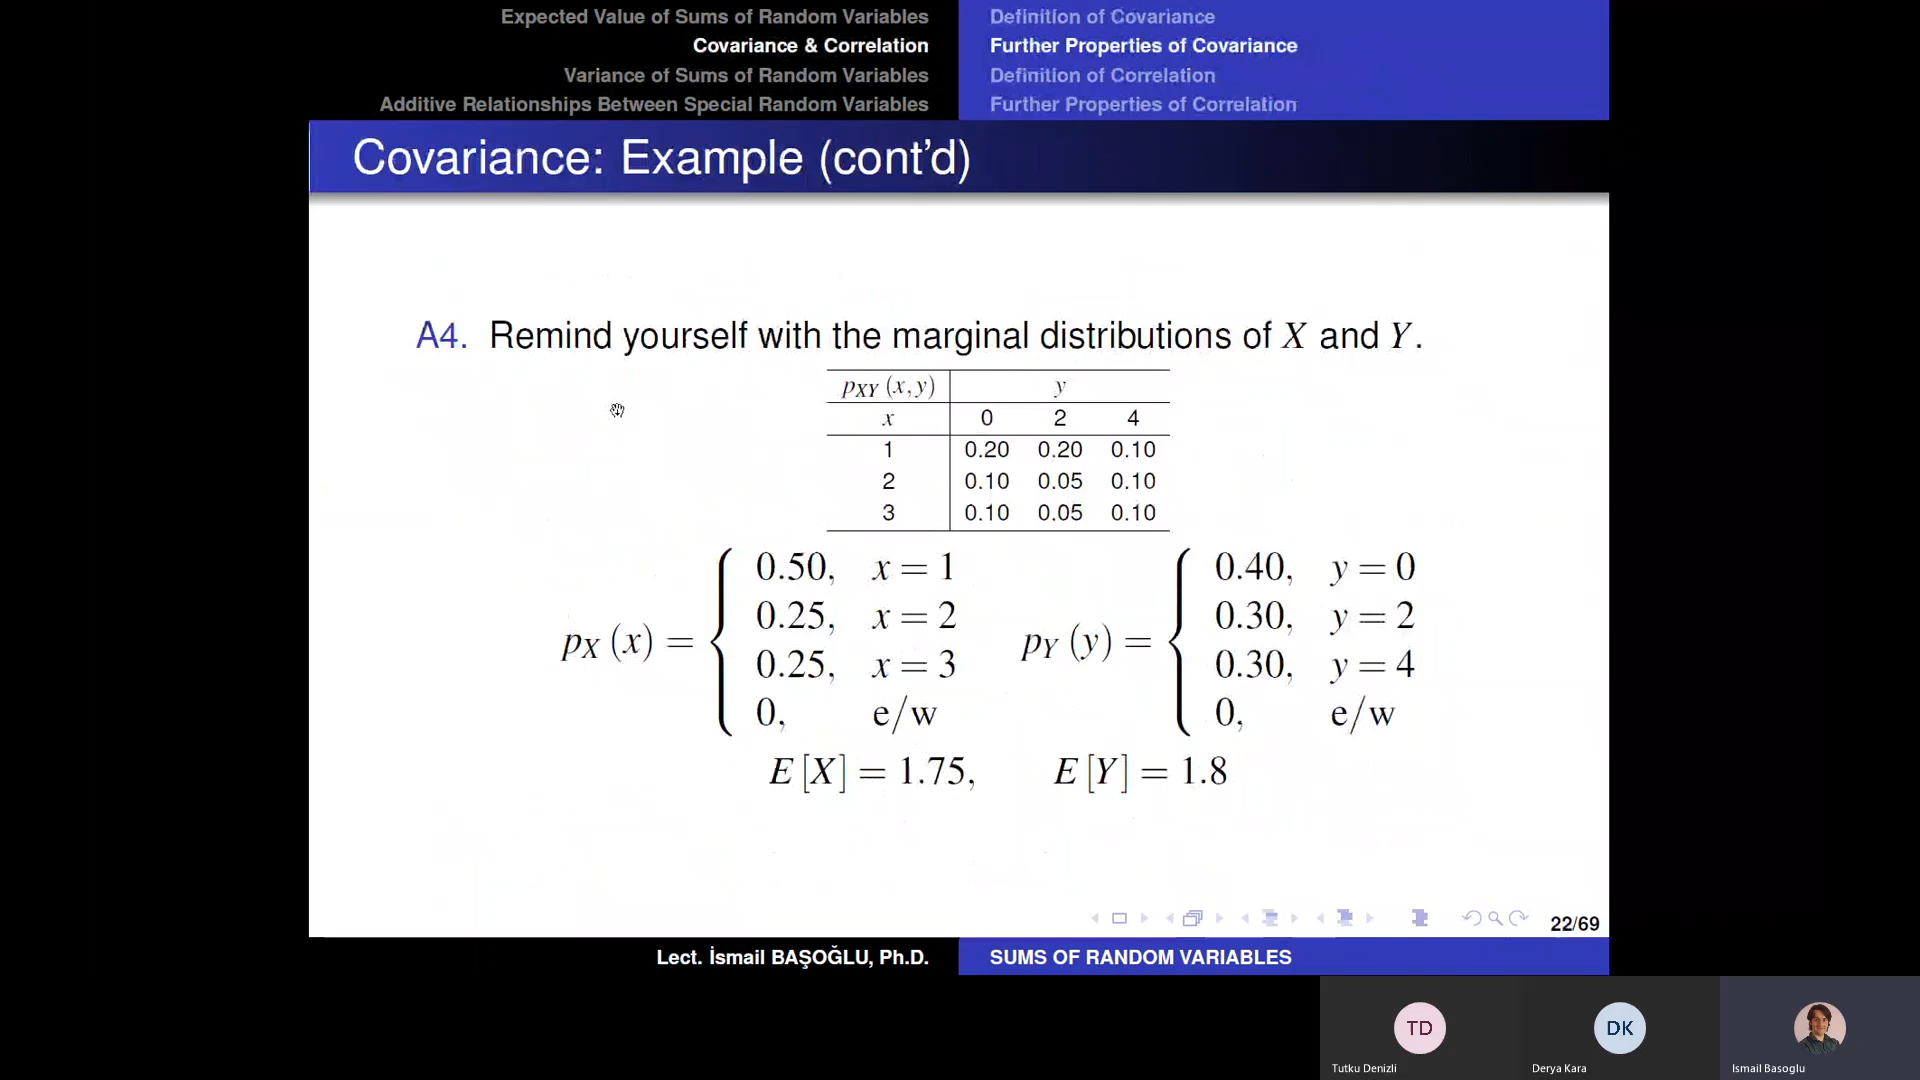 Expected Value of Sums of Random Variables
Covariance & Correlation
Variance of Sums of Random Variables
Additive Relationships Between Special Random Variables
Definition of Covariance
Further Properties of Covariance
Definition of Correlation
Further Properties of Correlation
Covariance: Example (cont'd)
A4. Remind yourself with the marginal distributions of X and Y.
pXY (x,y) y
x 0 2 4
1 0.20 0.20 0.10
2 0.10 0.05 0.10
3 0.10 0.05 0.10
pX (x) = { 0.50, x = 1
0.25, x = 2
0.25, x = 3
0, e/w
pY (y) = { 0.40, y = 0
0.30, y = 2
0.30, y = 4
0, e/w
E [X] = 1.75, E [Y] = 1.8
22/69
Lect. İsmail BAŞOĞLU, Ph.D. SUMS OF RANDOM VARIABLES
TD DK
Tutku Denizli Derya Kara Ismail Basoglu